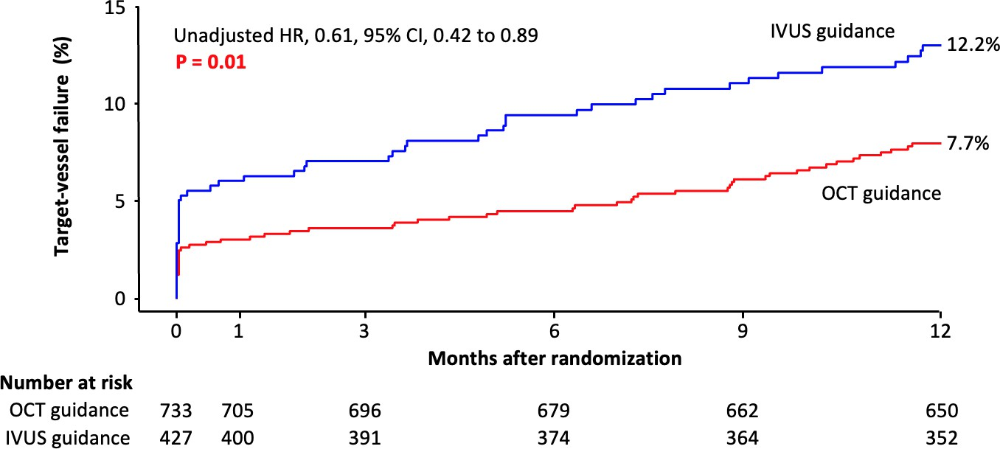 15
Unadjusted HR, 0.61, 95% CI, 0.42 to 0.89
P = 0.01
IVUS guidance
12.2%
10
7.7%
OCT guidance
5
0
Target-vessel failure (%)
0 1 3 6 9 12
Months after randomization
Number at risk
OCT guidance 733 705 696 679 662 650
IVUS guidance 427 400 391 374 364 352